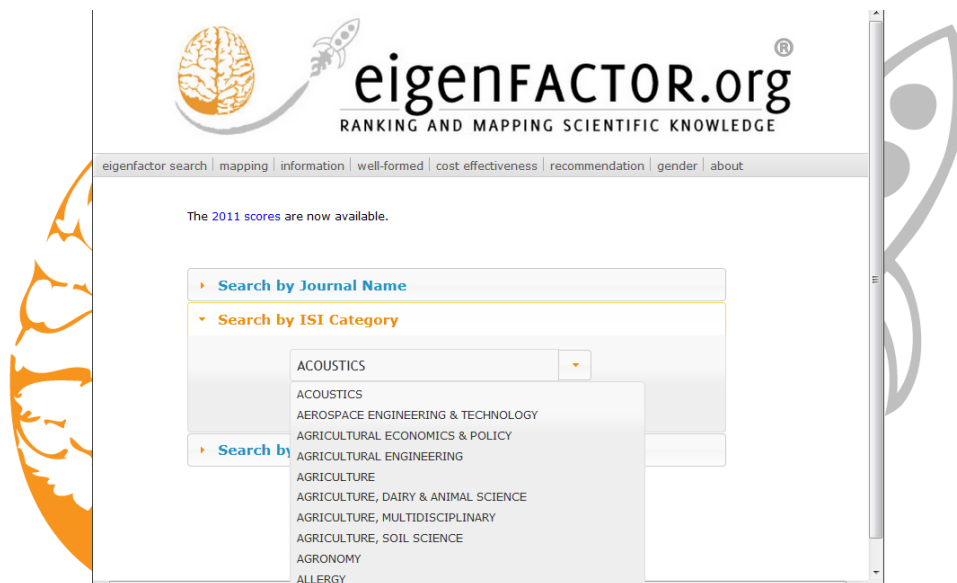 eigenFACTOR.org ®
RANKING AND MAPPING SCIENTIFIC KNOWLEDGE
eigenfactor search | mapping | information | well-formed | cost effectiveness | recommendation | gender | about
The 2011 scores are now available.
Search by Journal Name
Search by ISI Category
ACOUSTICS
ACOUSTICS
AEROSPACE ENGINEERING & TECHNOLOGY
AGRICULTURAL ECONOMICS & POLICY
AGRICULTURAL ENGINEERING
Search by
AGRICULTURE
AGRICULTURE, DAIRY & ANIMAL SCIENCE
AGRICULTURE, MULTIDISCIPLINARY
AGRICULTURE, SOIL SCIENCE
AGRONOMY
ALLERGY